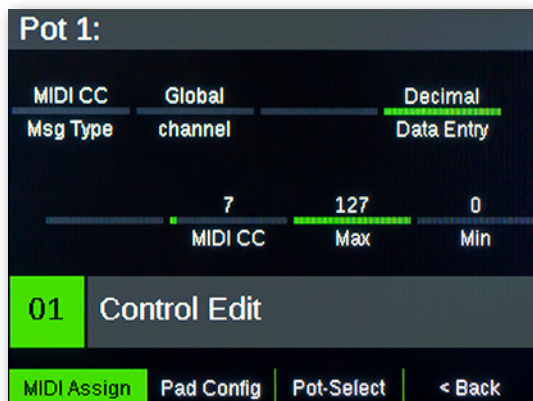 Pot 1:
MIDI CC Global Decimal
Msg Type channel Data Entry
7 127 0
MIDI CC Max Min
01 Control Edit
MIDI Assign Pad Config Pot-Select < Back